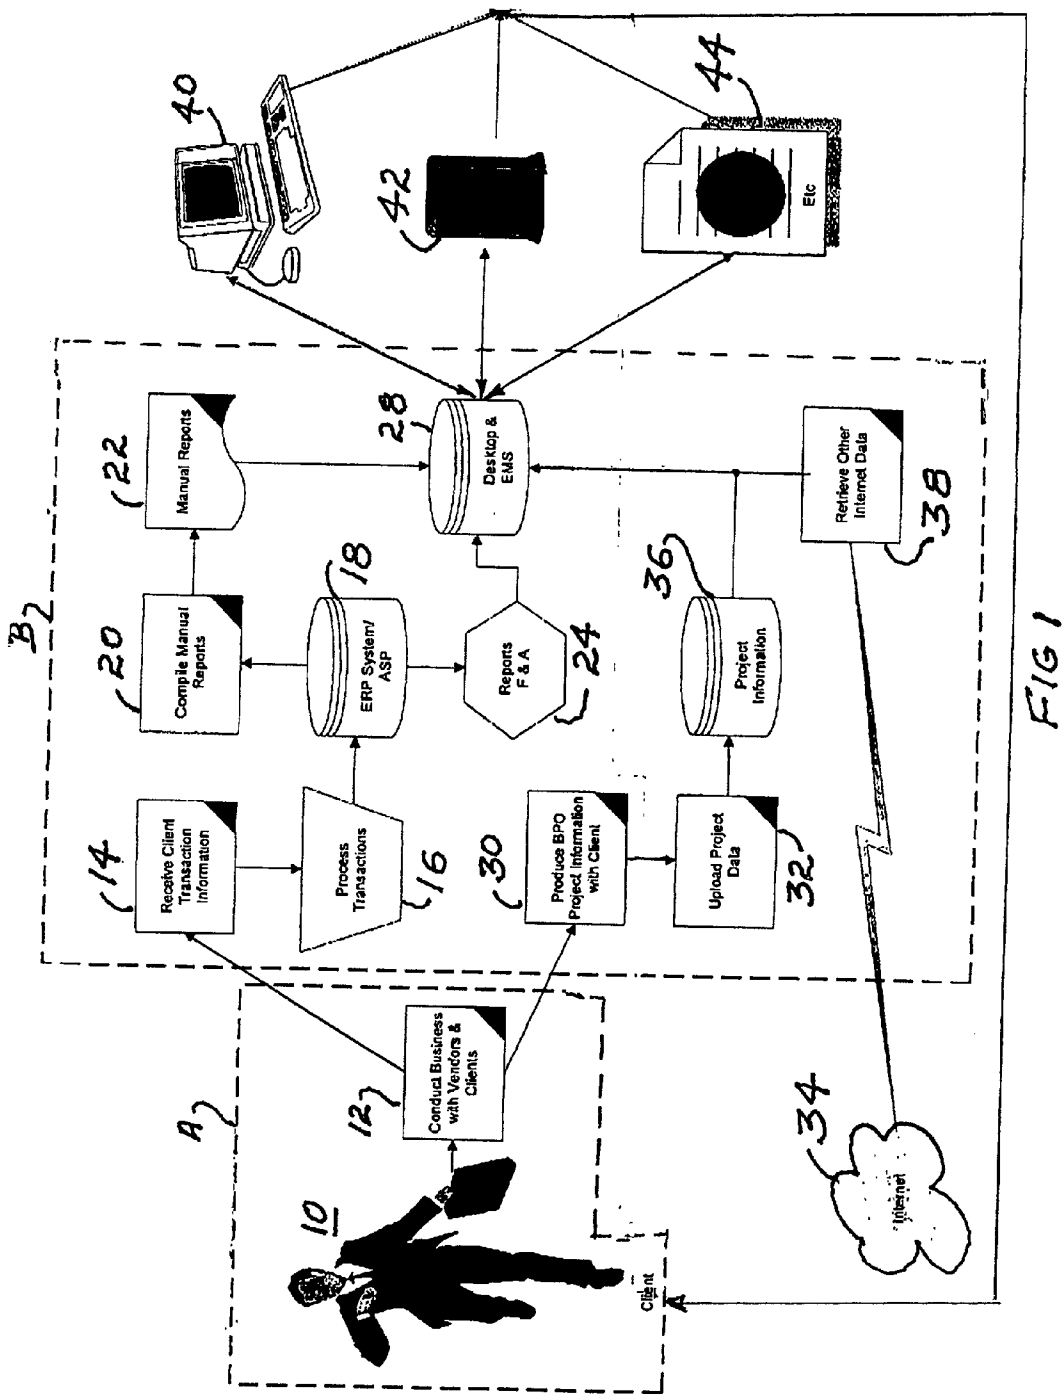 A
10
Client
12
Conduct Business
with Vendors &
Clients
B
14
Receive Client
Transaction
Information
16
Process
Transactions
18
ERP System/
ASP
20
Compile Manual
Reports
22
Manual Reports
24
Reports
F & A
28
Desktop &
EMS
30
Produce BPO
Project Information
with Client
32
Upload Project
Data
34
Internet
36
Project
Information
38
Retrieve Other
Internet Data
40
42
44
Etc
FIG 1